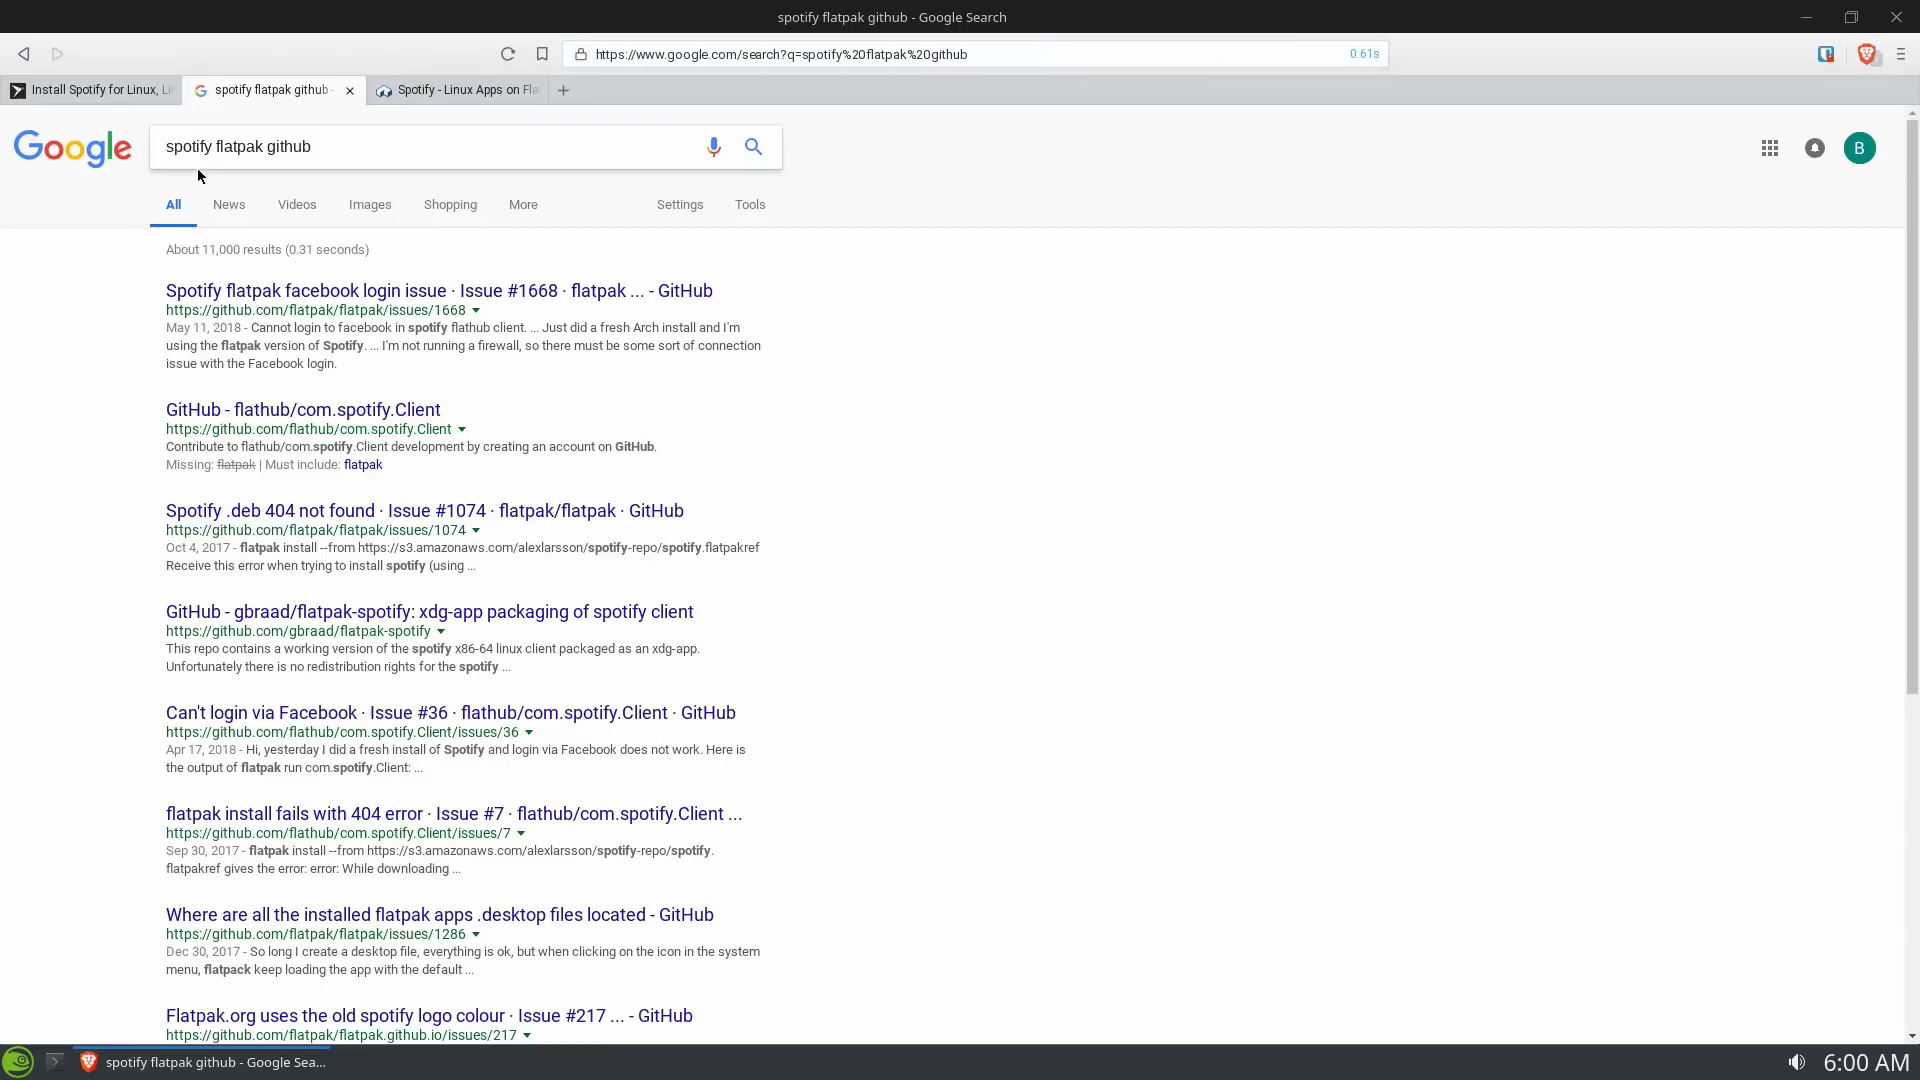 spotify flatpak github - Google Search
https://www.google.com/search?q=spotify%20flatpak%20github
0.61s
Install Spotify for Linux, Li
spotify flatpak github -
Spotify - Linux Apps on Fla
Google
spotify flatpak github
B
All
News
Videos
Images
Shopping
More
Settings
Tools
About 11,000 results (0.31 seconds)
Spotify flatpak facebook login issue · Issue #1668 · flatpak ... - GitHub
https://github.com/flatpak/flatpak/issues/1668
May 11, 2018 - Cannot login to facebook in spotify flathub client. ... Just did a fresh Arch install and I'm
using the flatpak version of Spotify. ... I'm not running a firewall, so there must be some sort of connection
issue with the Facebook login.
GitHub - flathub/com.spotify.Client
https://github.com/flathub/com.spotify.Client
Contribute to flathub/com.spotify.Client development by creating an account on GitHub.
Missing: flatpak | Must include: flatpak
Spotify .deb 404 not found · Issue #1074 · flatpak/flatpak · GitHub
https://github.com/flatpak/flatpak/issues/1074
Oct 4, 2017 - flatpak install --from https://s3.amazonaws.com/alexlarsson/spotify-repo/spotify.flatpakref
Receive this error when trying to install spotify (using ...
GitHub - gbraad/flatpak-spotify: xdg-app packaging of spotify client
https://github.com/gbraad/flatpak-spotify
This repo contains a working version of the spotify x86-64 linux client packaged as an xdg-app.
Unfortunately there is no redistribution rights for the spotify ...
Can't login via Facebook · Issue #36 · flathub/com.spotify.Client · GitHub
https://github.com/flathub/com.spotify.Client/issues/36
Apr 17, 2018 - Hi, yesterday I did a fresh install of Spotify and login via Facebook does not work. Here is
the output of flatpak run com.spotify.Client: ...
flatpak install fails with 404 error · Issue #7 · flathub/com.spotify.Client ...
https://github.com/flathub/com.spotify.Client/issues/7
Sep 30, 2017 - flatpak install --from https://s3.amazonaws.com/alexlarsson/spotify-repo/spotify.
flatpakref gives the error: error: While downloading ...
Where are all the installed flatpak apps .desktop files located - GitHub
https://github.com/flatpak/flatpak/issues/1286
Dec 30, 2017 - So long I create a desktop file, everything is ok, but when clicking on the icon in the system
menu, flatpack keep loading the app with the default ...
Flatpak.org uses the old spotify logo colour · Issue #217 ... - GitHub
https://github.com/flatpak/flatpak.github.io/issues/217
spotify flatpak github - Google Sea...
6:00 AM